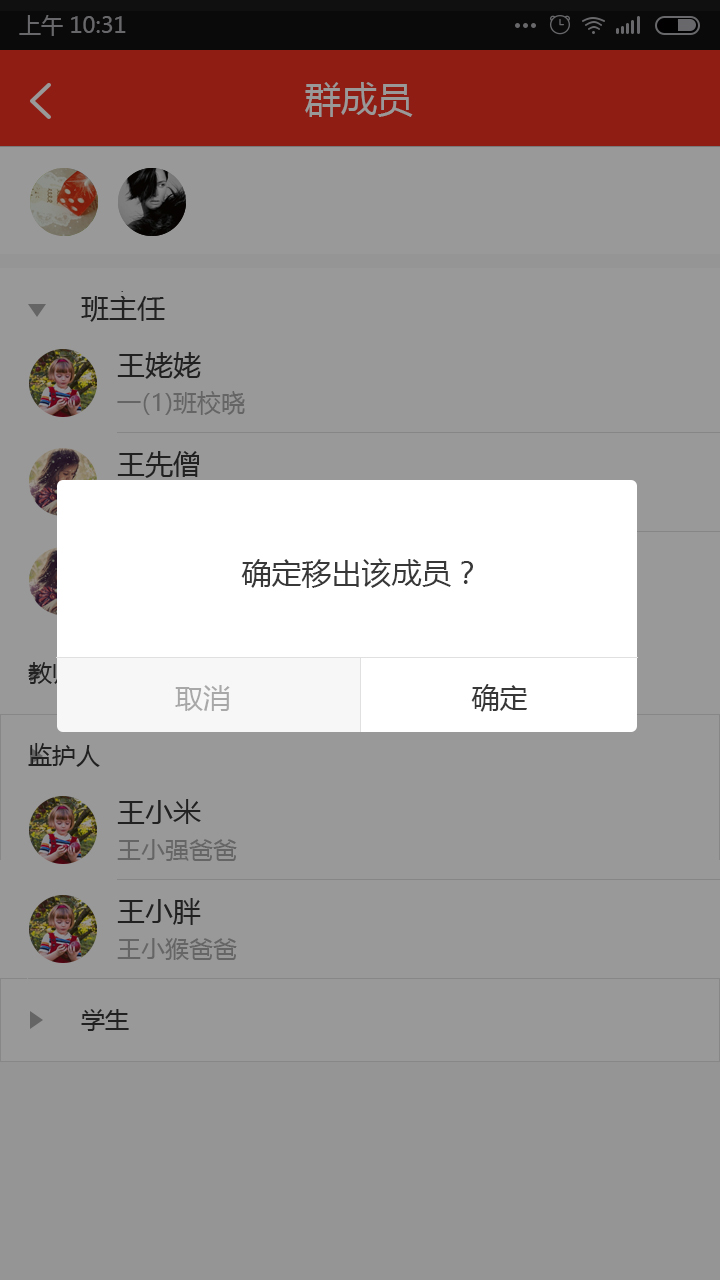 上午 10:31
群成员
班主任
王姥姥
一(1)班校晓
王先僧
确定移出该成员？
教
取消
确定
监护人
王小米
王小强爸爸
王小胖
王小猴爸爸
学生